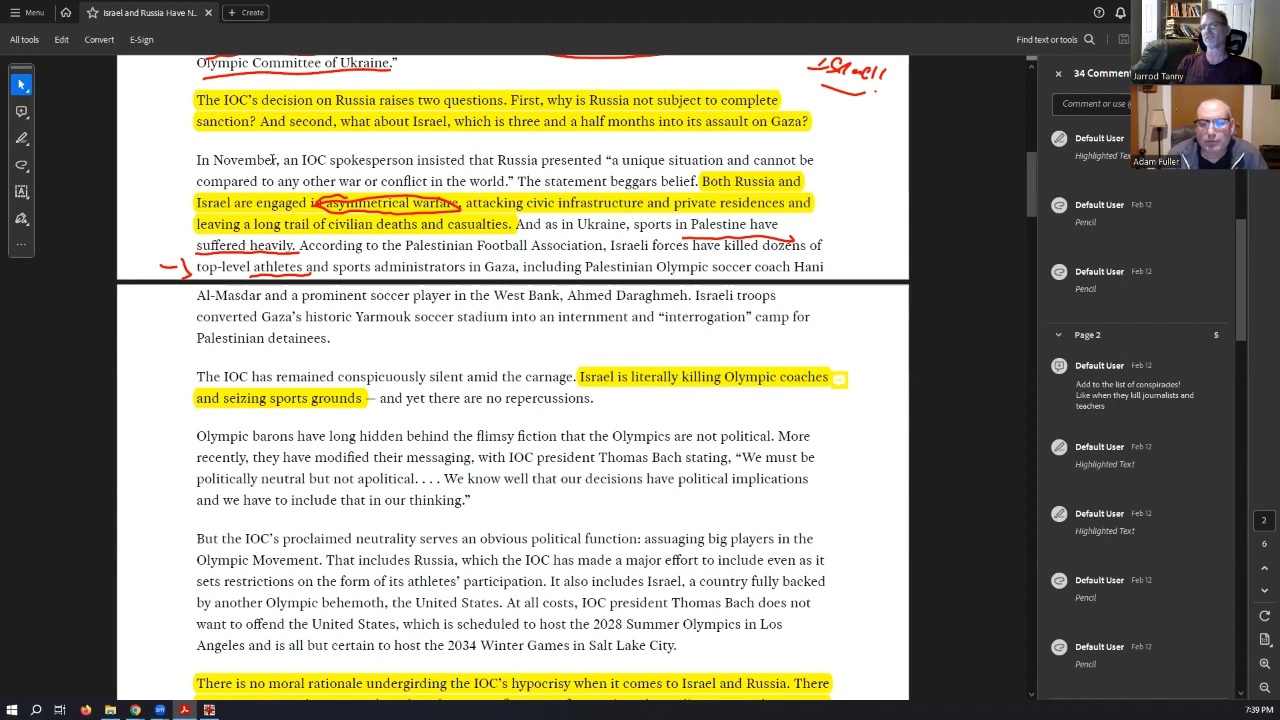 Menu
Israel and Russia Have N...
Create
All tools
Edit
Convert
E-Sign
Find text or tools
Olympic Committee of Ukraine.”
Israel
The IOC’s decision on Russia raises two questions. First, why is Russia not subject to complete
sanction? And second, what about Israel, which is three and a half months into its assault on Gaza?
In November, an IOC spokesperson insisted that Russia presented “a unique situation and cannot be
compared to any other war or conflict in the world.” The statement beggars belief. Both Russia and
Israel are engaged in asymmetrical warfare, attacking civic infrastructure and private residences and
leaving a long trail of civilian deaths and casualties. And as in Ukraine, sports in Palestine have
suffered heavily. According to the Palestinian Football Association, Israeli forces have killed dozens of
top-level athletes and sports administrators in Gaza, including Palestinian Olympic soccer coach Hani
Al-Masdar and a prominent soccer player in the West Bank, Ahmed Daraghmeh. Israeli troops
converted Gaza’s historic Yarmouk soccer stadium into an internment and “interrogation” camp for
Palestinian detainees.
The IOC has remained conspicuously silent amid the carnage. Israel is literally killing Olympic coaches
and seizing sports grounds — and yet there are no repercussions.
Olympic barons have long hidden behind the flimsy fiction that the Olympics are not political. More
recently, they have modified their messaging, with IOC president Thomas Bach stating, “We must be
politically neutral but not apolitical. . . . We know well that our decisions have political implications
and we have to include that in our thinking.”
But the IOC’s proclaimed neutrality serves an obvious political function: assuaging big players in the
Olympic Movement. That includes Russia, which the IOC has made a major effort to include even as it
sets restrictions on the form of its athletes’ participation. It also includes Israel, a country fully backed
by another Olympic behemoth, the United States. At all costs, IOC president Thomas Bach does not
want to offend the United States, which is scheduled to host the 2028 Summer Olympics in Los
Angeles and is all but certain to host the 2034 Winter Games in Salt Lake City.
There is no moral rationale undergirding the IOC’s hypocrisy when it comes to Israel and Russia. There
34 Comme
Comment or use @
Default User Feb 12
Highlighted Text
Default User Feb 12
Pencil
Default User Feb 12
Pencil
Page 2 5
Default User Feb 12
Add to the list of conspiracies!
Like when they kill journalists and
teachers
Default User Feb 12
Highlighted Text
Default User Feb 12
Highlighted Text
Default User Feb 12
Pencil
Default User Feb 12
Pencil
2
6
Jarrod Tanny
Adam Fuller
7:39 PM